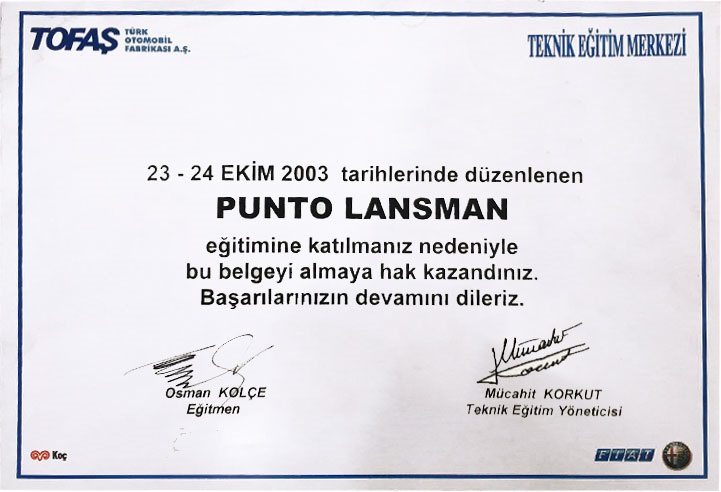 TOFAŞ TÜRK OTOMOBİL FABRİKASI A.Ş.
TEKNİK EĞİTİM MERKEZİ
23 - 24 EKİM 2003 tarihlerinde düzenlenen
PUNTO LANSMAN
eğitimine katılmanız nedeniyle
bu belgeyi almaya hak kazandınız.
Başarılarınızın devamını dileriz.
Osman KOLÇE
Eğitmen
Mücahit KORKUT
Teknik Eğitim Yöneticisi
Koç
FIAT